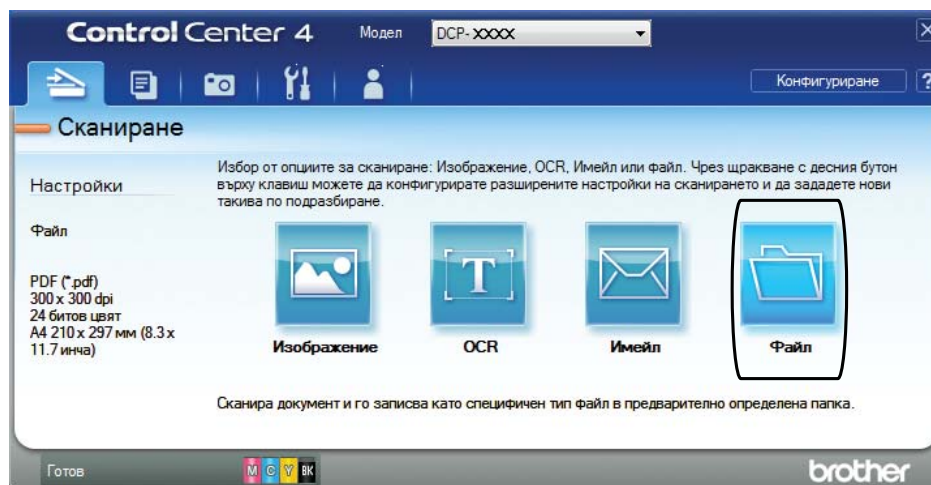 Control Center 4
Модел
DCP- XXXX
Конфигуриране
?
Сканиране
Настройки
Файл
PDF (*.pdf)
300 x 300 dpi
24 битов цвят
A4 210 x 297 мм (8.3 x
11.7 инча)
Избор от опциите за сканиране: Изображение, OCR, Имейл или файл. Чрез щракване с десния бутон
върху клавиш можете да конфигурирате разширените настройки на сканирането и да зададете нови
такива по подразбиране.
T
Изображение
OCR
Имейл
Файл
Сканира документ и го записва като специфичен тип файл в предварително определена папка.
Готов
M C Y BK
brother